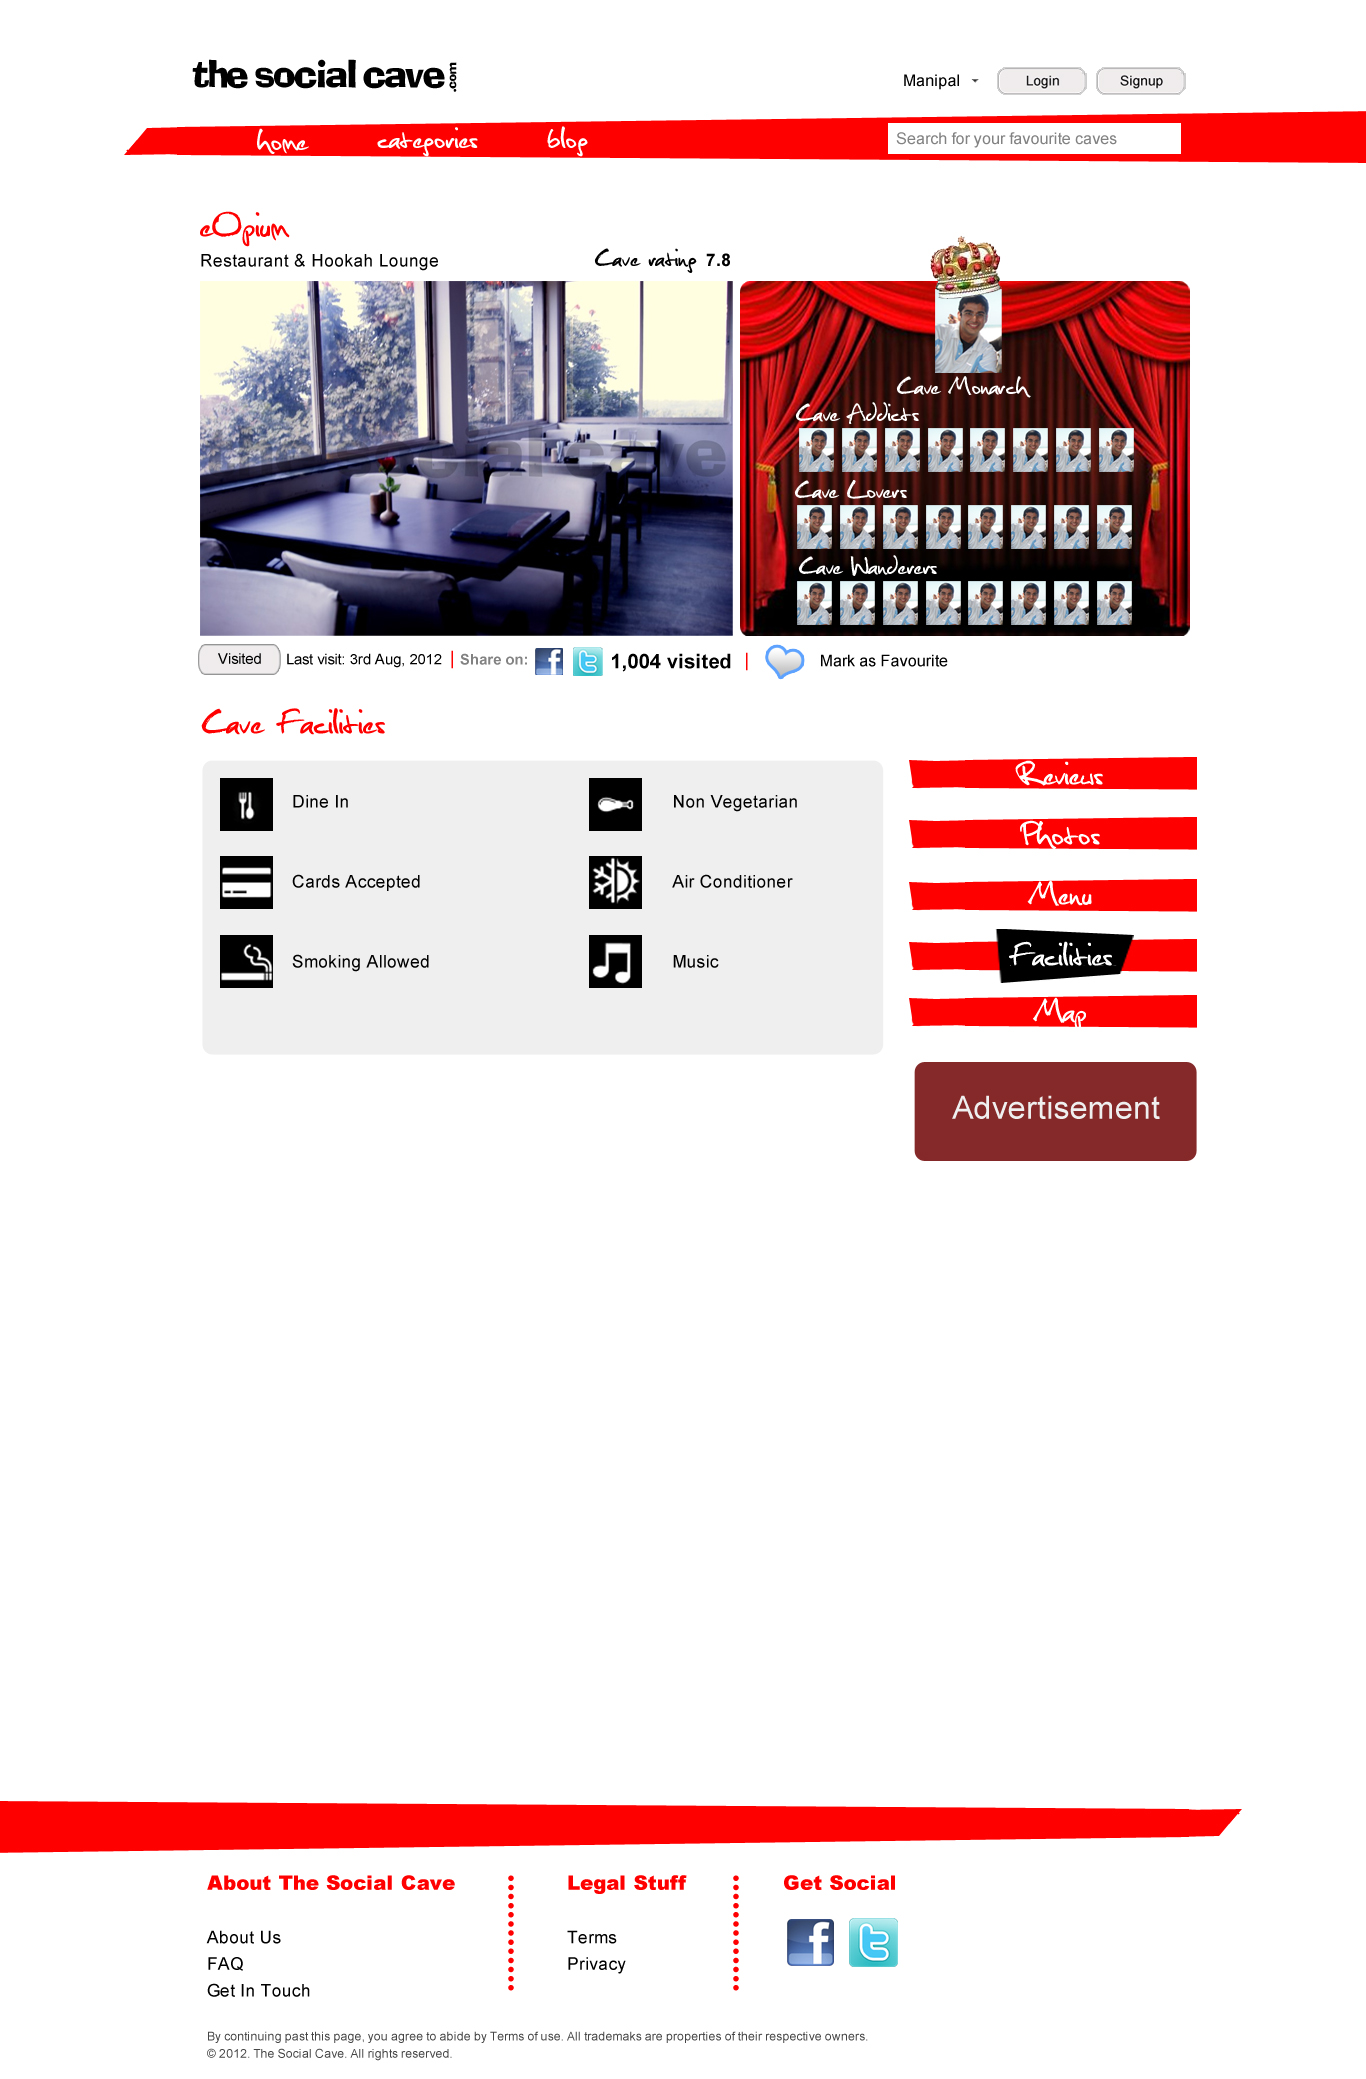 the social cave .com
Manipal
Login
Signup
home
categories
blog
Search for your favourite caves
eOpium
Restaurant & Hookah Lounge
Cave rating 7.8
social cave
Cave Monarch
Cave Addicts
Cave Lovers
Cave Wanderers
Visited
Last visit: 3rd Aug, 2012
Share on:
1,004 visited
Mark as Favourite
Cave Facilities
Dine In
Non Vegetarian
Cards Accepted
Air Conditioner
Smoking Allowed
Music
Reviews
Photos
Menu
Facilities
Map
Advertisement
About The Social Cave
About Us
FAQ
Get In Touch
Legal Stuff
Terms
Privacy
Get Social
By continuing past this page, you agree to abide by Terms of use. All trademaks are properties of their respective owners.
© 2012. The Social Cave. All rights reserved.